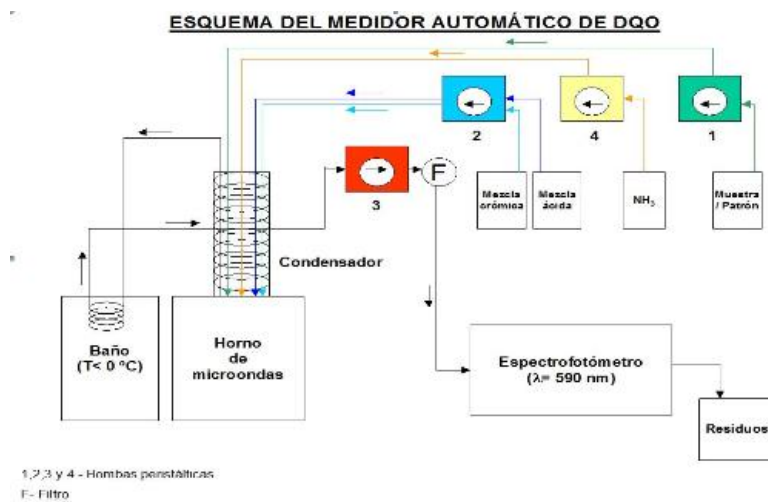 ESQUEMA DEL MEDIDOR AUTOMÁTICO DE DQO
2
4
1
3
F
Mezcla
crómica
Mezcla
ácida
NH3
Muestra
/ Patrón
Condensador
Baño
(T< 0 ºC)
Horno
de
microondas
Espectrofotómetro
(λ= 590 nm)
Residuos
1,2,3 y 4 - Bombas peristálticas
F- Filtro